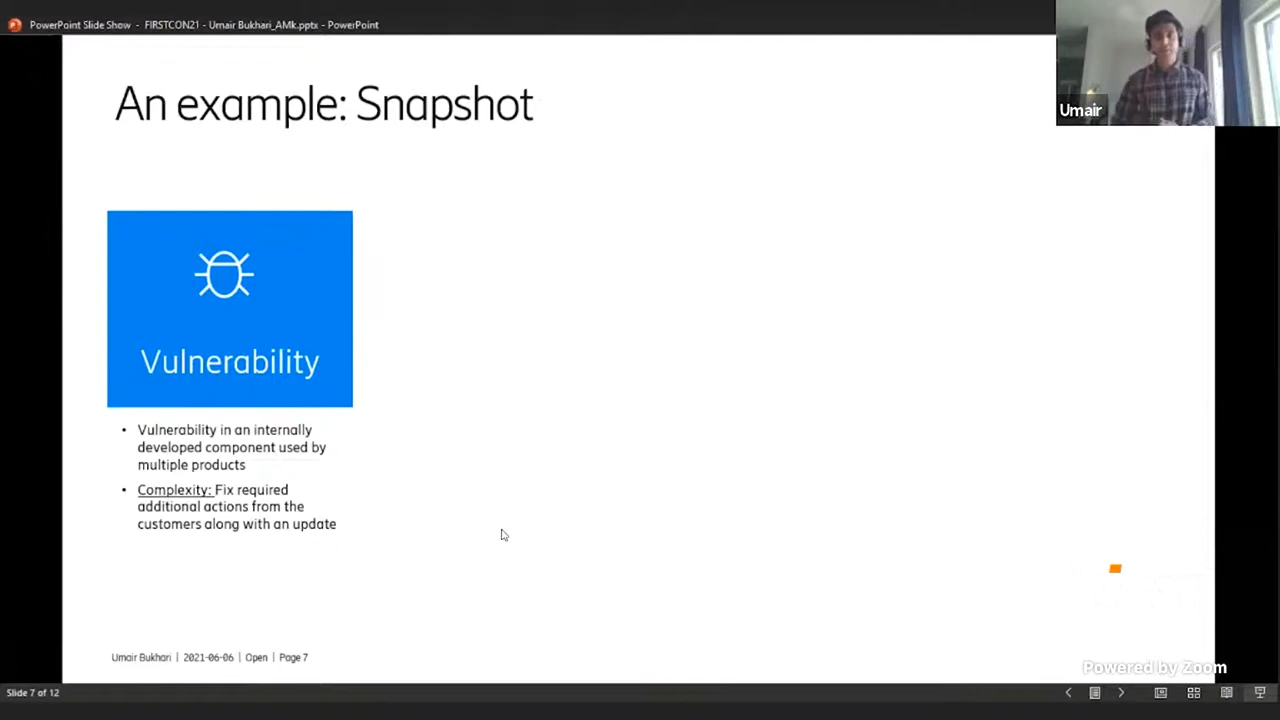 PowerPoint Slide Show - FIRSTCON21 - Umair Bukhari_AMk.pptx - PowerPoint
Umair
An example: Snapshot
Vulnerability
• Vulnerability in an internally
developed component used by
multiple products
• Complexity: Fix required
additional actions from the
customers along with an update
Umair Bukhari | 2021-06-06 | Open | Page 7
Powered by Zoom
Slide 7 of 12